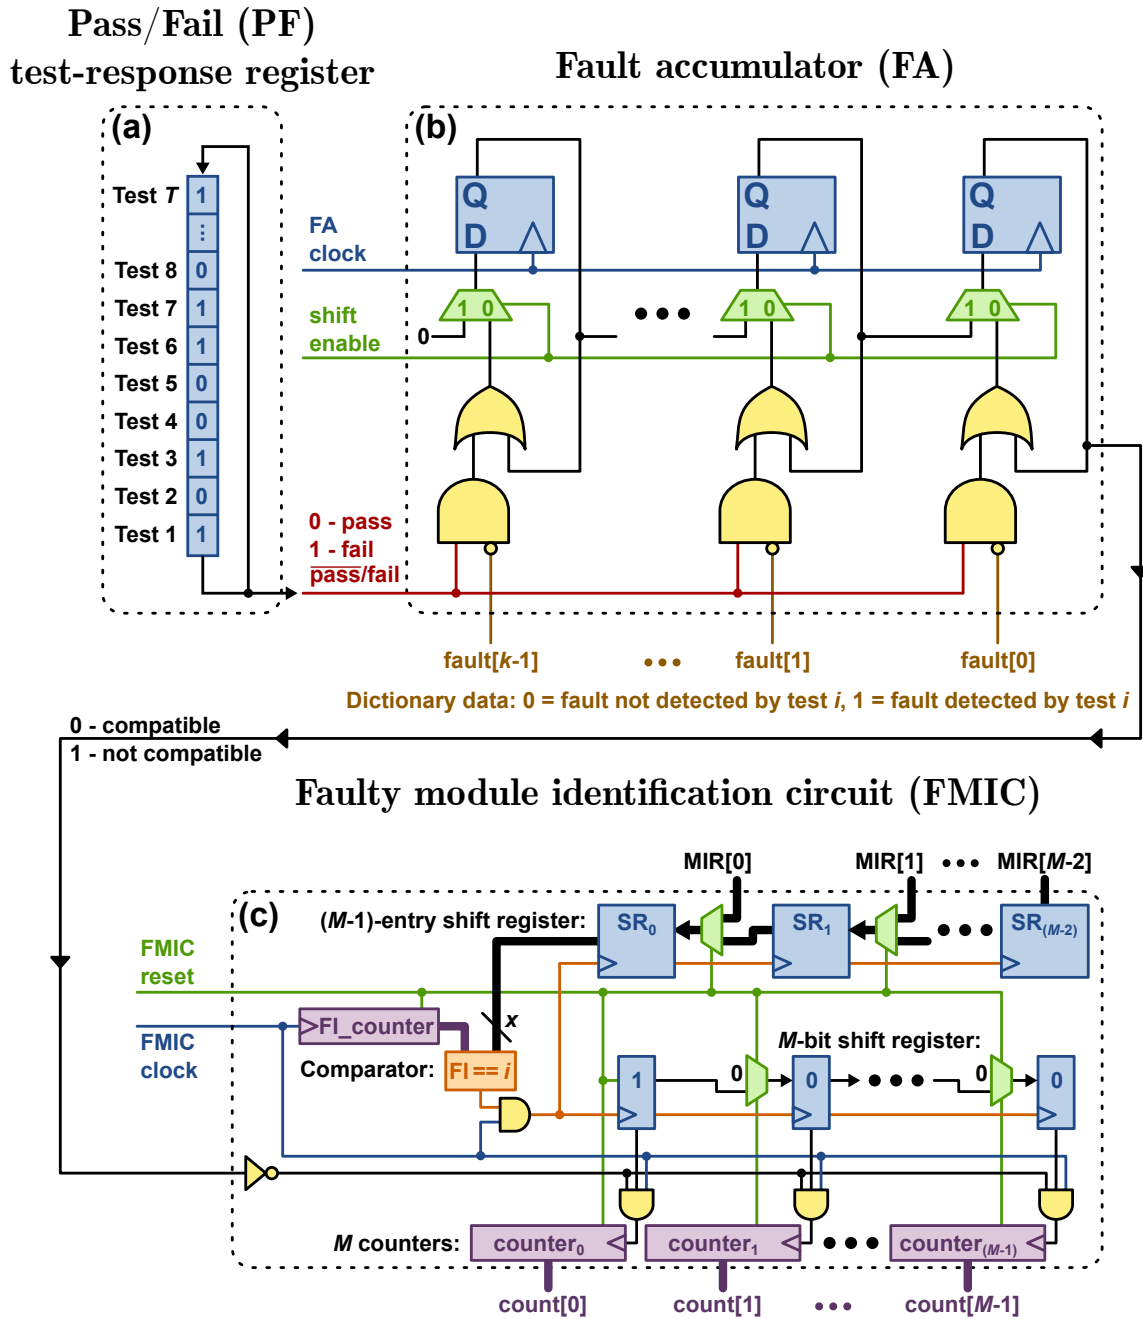 Pass/Fail (PF)
test-response register
Fault accumulator (FA)
(a)
Test T 1
⋮
Test 8 0
Test 7 1
Test 6 1
Test 5 0
Test 4 0
Test 3 1
Test 2 0
Test 1 1
(b)
Q Q Q
D D D
FA
clock
shift
enable
1 0 1 0 1 0
0
0 - pass
1 - fail
pass/fail
fault[k-1] ••• fault[1] fault[0]
Dictionary data: 0 = fault not detected by test i, 1 = fault detected by test i
0 - compatible
1 - not compatible
Faulty module identification circuit (FMIC)
MIR[0] MIR[1] ••• MIR[M-2]
(c)
(M-1)-entry shift register: SR0 SR1 ••• SR(M-2)
FMIC
reset
FI_counter
x
FMIC
clock
M-bit shift register:
Comparator: FI == i
1 0 0 ••• 0 0
M counters: counter0 counter1 ••• counter(M-1)
count[0] count[1] ••• count[M-1]